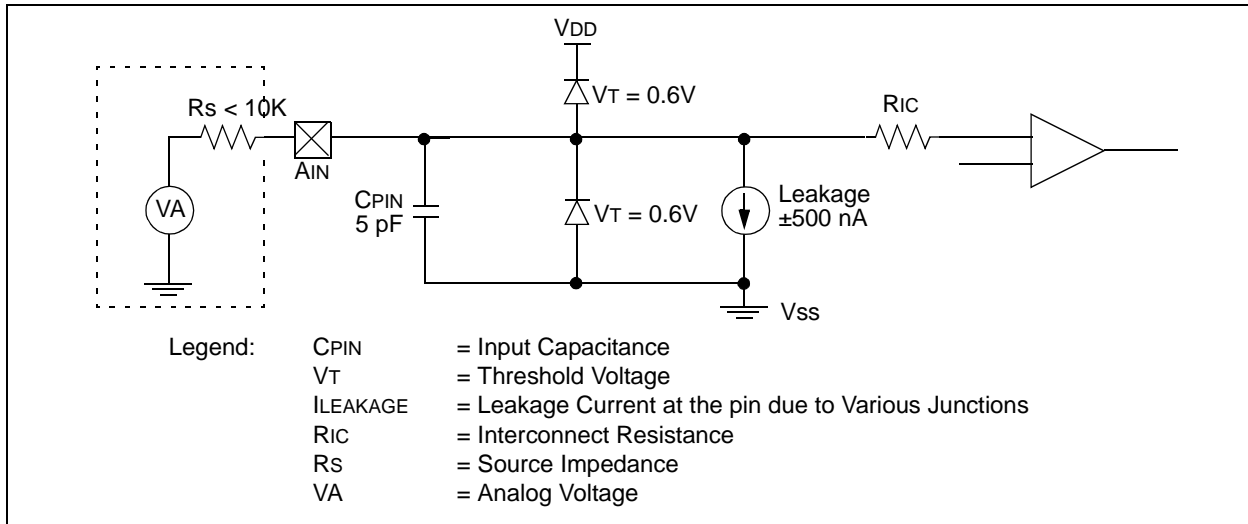 VDD
VT = 0.6V
RS < 10K
RIC
AIN
CPIN
5 pF
VA
VT = 0.6V
Leakage
±500 nA
VSS
Legend:
CPIN = Input Capacitance
VT = Threshold Voltage
ILEAKAGE = Leakage Current at the pin due to Various Junctions
RIC = Interconnect Resistance
RS = Source Impedance
VA = Analog Voltage